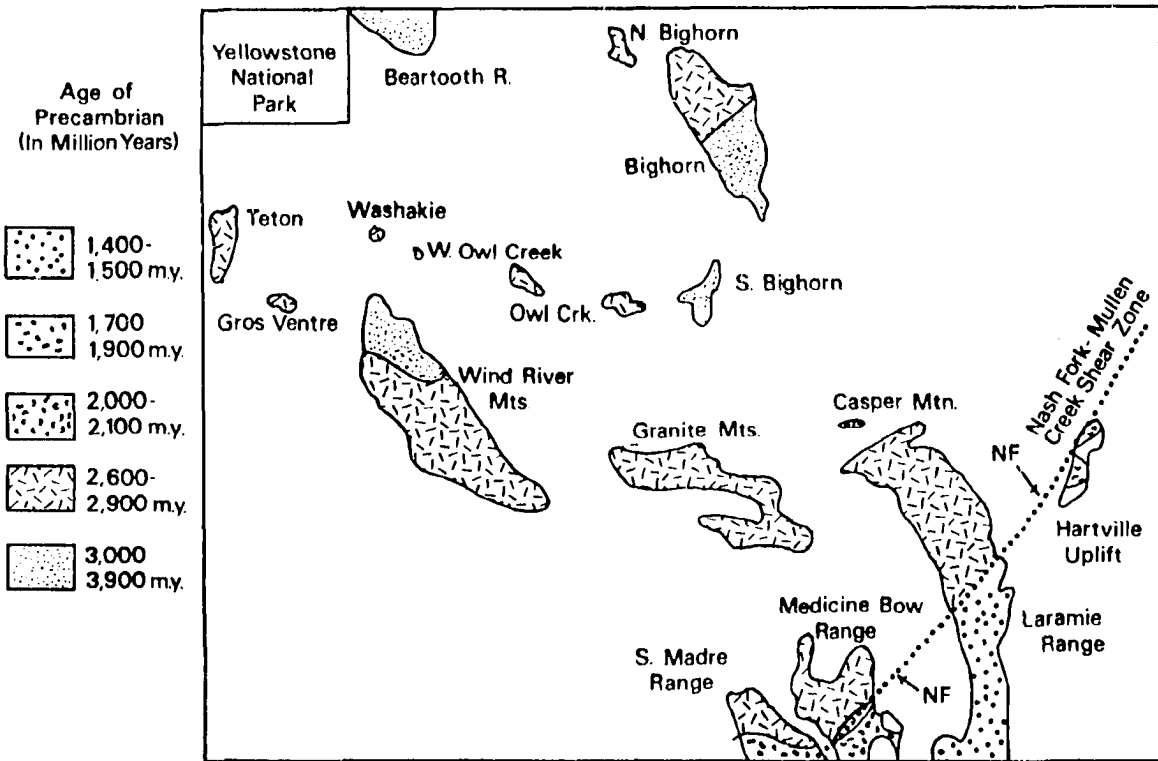 Age of
Precambrian
(In Million Years)
1,400-
1,500 m.y.
1,700
1,900 m.y.
2,000-
2,100 m.y.
2,600-
2,900 m.y.
3,000
3,900 m.y.
Yellowstone
National
Park
Beartooth R.
N. Bighorn
Bighorn
Teton
Washakie
W. Owl Creek
Gros Ventre
Owl Crk.
S. Bighorn
Wind River
Mts
Granite Mts.
Casper Mtn.
Nash Fork-Mullen
Creek Shear Zone
NF
Hartville
Uplift
Medicine Bow
Range
Laramie
Range
S. Madre
Range
NF